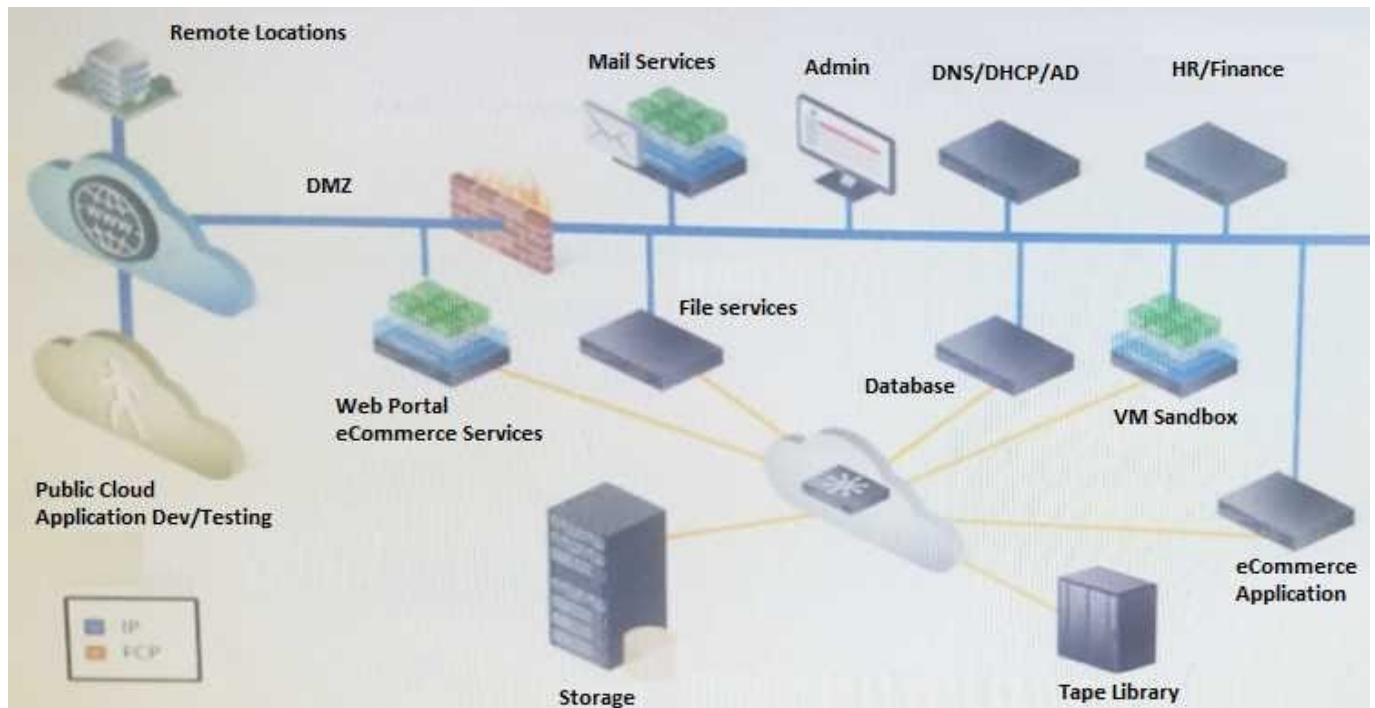 Remote Locations
Mail Services
Admin
DNS/DHCP/AD
HR/Finance
DMZ
File services
Database
VM Sandbox
Web Portal
eCommerce Services
Public Cloud
Application Dev/Testing
eCommerce
Application
IP
FCP
Storage
Tape Library